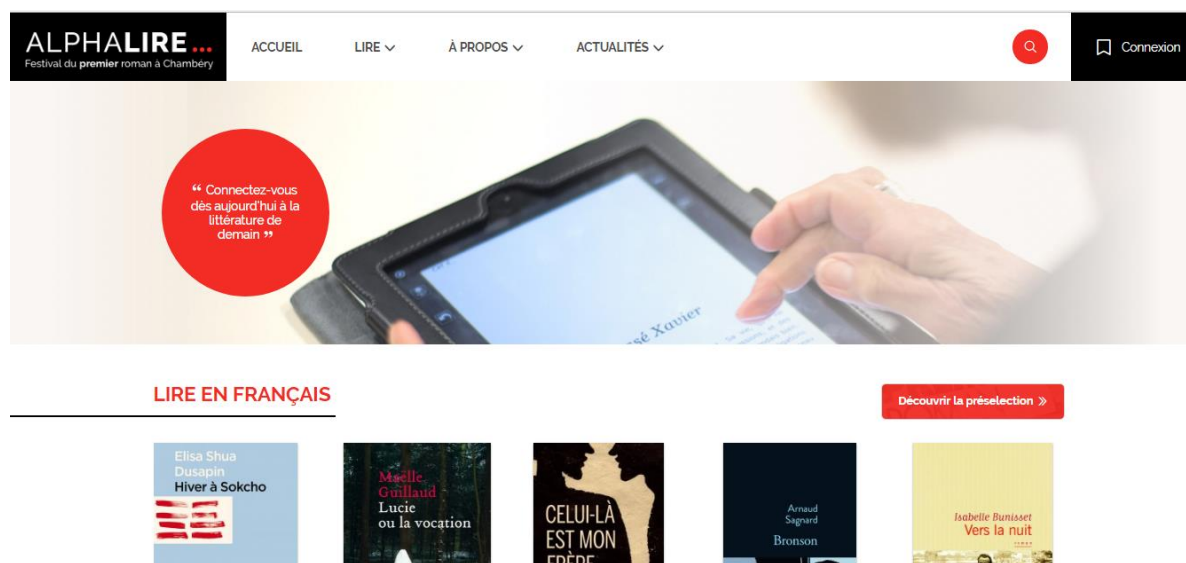 ALPHALIRE...
Festival du premier roman à Chambéry
ACCUEIL
LIRE
À PROPOS
ACTUALITÉS
Connexion
“ Connectez-vous
dès aujourd'hui à la
littérature de
demain ”
Xavier
LIRE EN FRANÇAIS
Découvrir la préselection »
Elisa Shua
Dusapin
Hiver à Sokcho
Maëlle
Guillaud
Lucie
ou la vocation
CELUI-LÀ
EST MON
FRÈRE
Arnaud
Sagnard
Bronson
Isabelle Bunisset
Vers la nuit